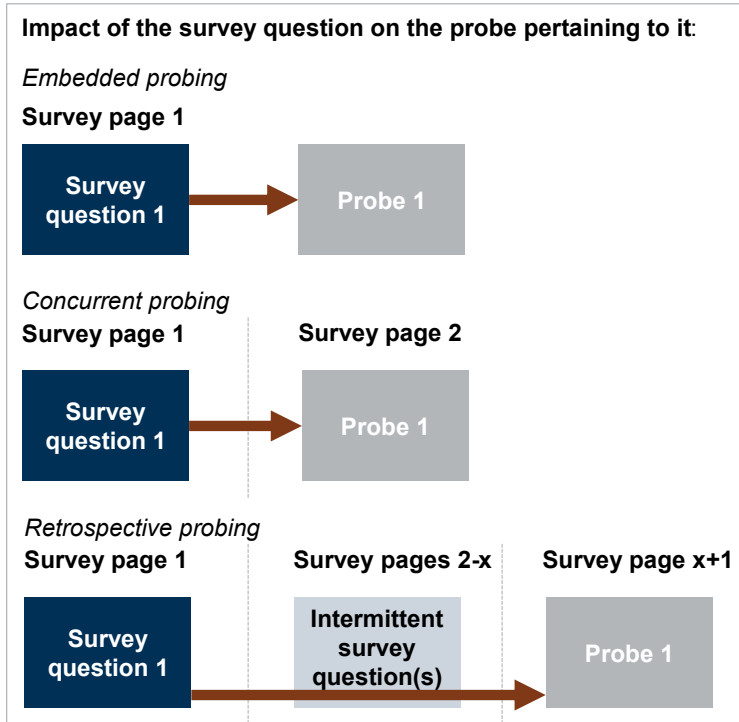 Impact of the survey question on the probe pertaining to it:
Embedded probing
Survey page 1
Survey
question 1
Probe 1
Concurrent probing
Survey page 1
Survey page 2
Survey
question 1
Probe 1
Retrospective probing
Survey page 1
Survey pages 2-x
Survey page x+1
Survey
question 1
Intermittent
survey
question(s)
Probe 1